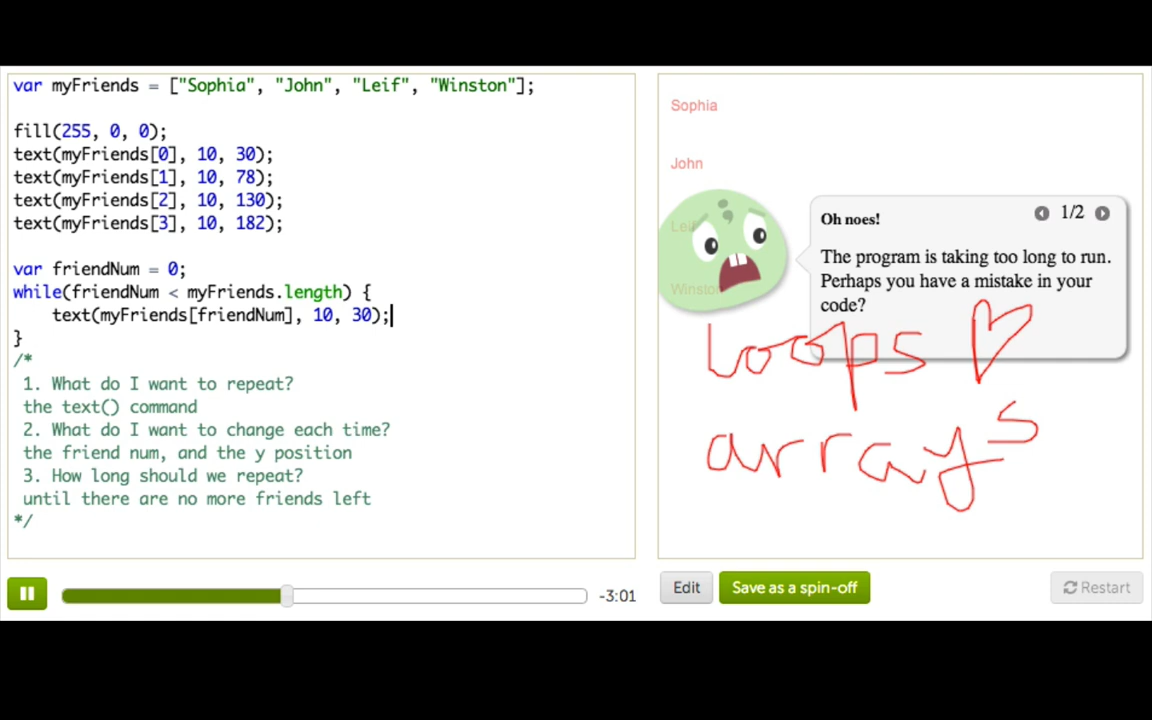 var myFriends = ["Sophia", "John", "Leif", "Winston"];
fill(255, 0, 0);
text(myFriends[0], 10, 30);
text(myFriends[1], 10, 78);
text(myFriends[2], 10, 130);
text(myFriends[3], 10, 182);
var friendNum = 0;
while(friendNum < myFriends.length) {
text(myFriends[friendNum], 10, 30);
}
/*
1. What do I want to repeat?
the text() command
2. What do I want to change each time?
the friend num, and the y position
3. How long should we repeat?
until there are no more friends left
*/
-3:01
Sophia
John
Leif
Winston
Oh noes!
1/2
The program is taking too long to run.
Perhaps you have a mistake in your
code?
loops
arrays
Edit
Save as a spin-off
Restart